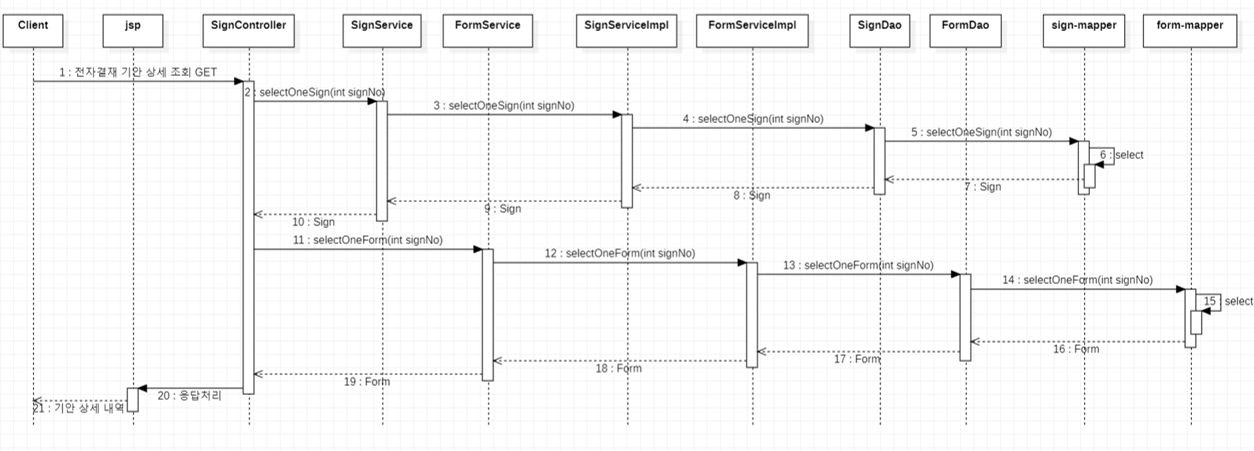 Client
jsp
SignController
SignService
FormService
SignServiceImpl
FormServiceImpl
SignDao
FormDao
sign-mapper
form-mapper
1 : 전자결재 기안 상세 조회 GET
2 : selectOneSign(int signNo)
3 : selectOneSign(int signNo)
4 : selectOneSign(int signNo)
5 : selectOneSign(int signNo)
6 : select
7 : Sign
8 : Sign
9 : Sign
10 : Sign
11 : selectOneForm(int signNo)
12 : selectOneForm(int signNo)
13 : selectOneForm(int signNo)
14 : selectOneForm(int signNo)
15 : select
16 : Form
17 : Form
18 : Form
19 : Form
20 : 응답처리
21 : 기안 상세 내역